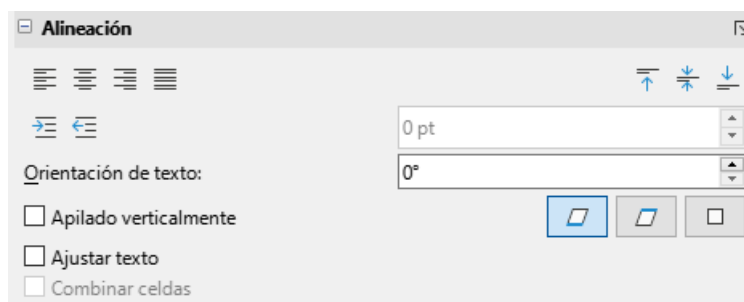 Alineación
0 pt
Orientación de texto:
0°
Apilado verticalmente
Ajustar texto
Combinar celdas